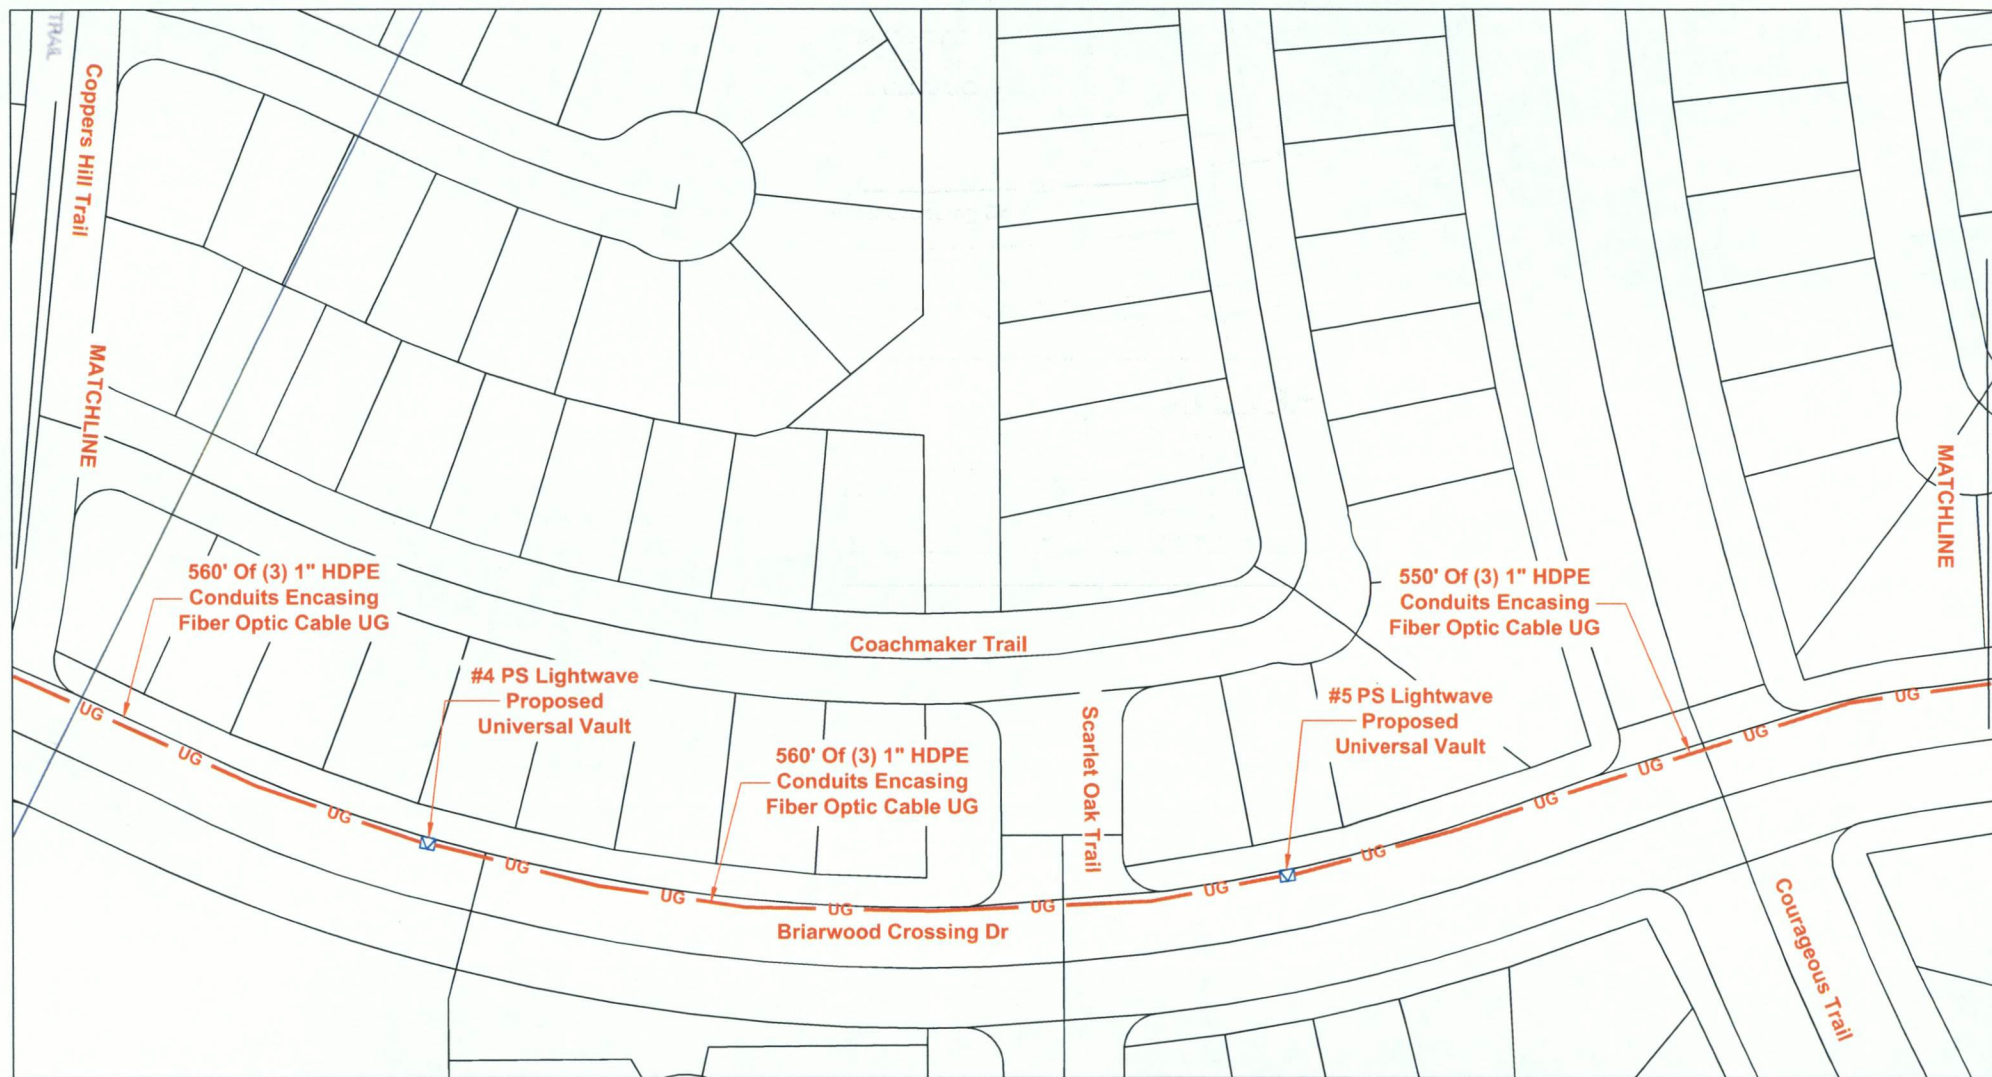 TRAIL
Coppers Hill Trail
MATCHLINE
560' Of (3) 1" HDPE
Conduits Encasing
Fiber Optic Cable UG
#4 PS Lightwave
Proposed
Universal Vault
560' Of (3) 1" HDPE
Conduits Encasing
Fiber Optic Cable UG
Coachmaker Trail
Scarlet Oak Trail
#5 PS Lightwave
Proposed
Universal Vault
550' Of (3) 1" HDPE
Conduits Encasing
Fiber Optic Cable UG
MATCHLINE
UG
UG
UG
UG
UG
UG
UG
UG
UG
UG
UG
UG
UG
Briarwood Crossing Dr
Courageous Trail